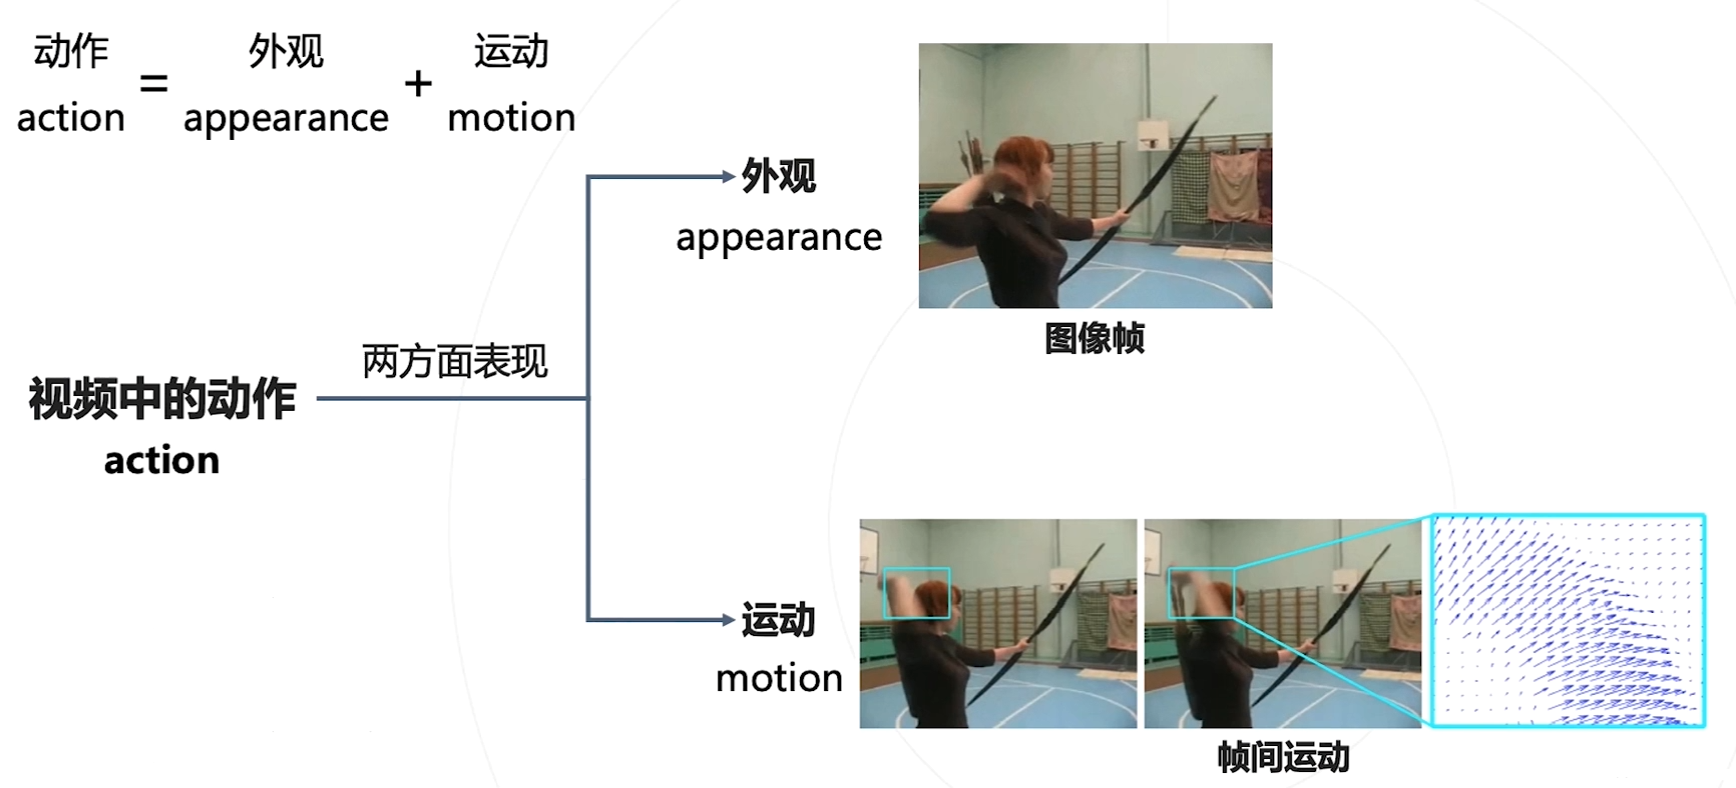 动作 = 外观 + 运动
action appearance motion
外观
appearance
图像帧
两方面表现
视频中的动作
action
运动
motion
帧间运动